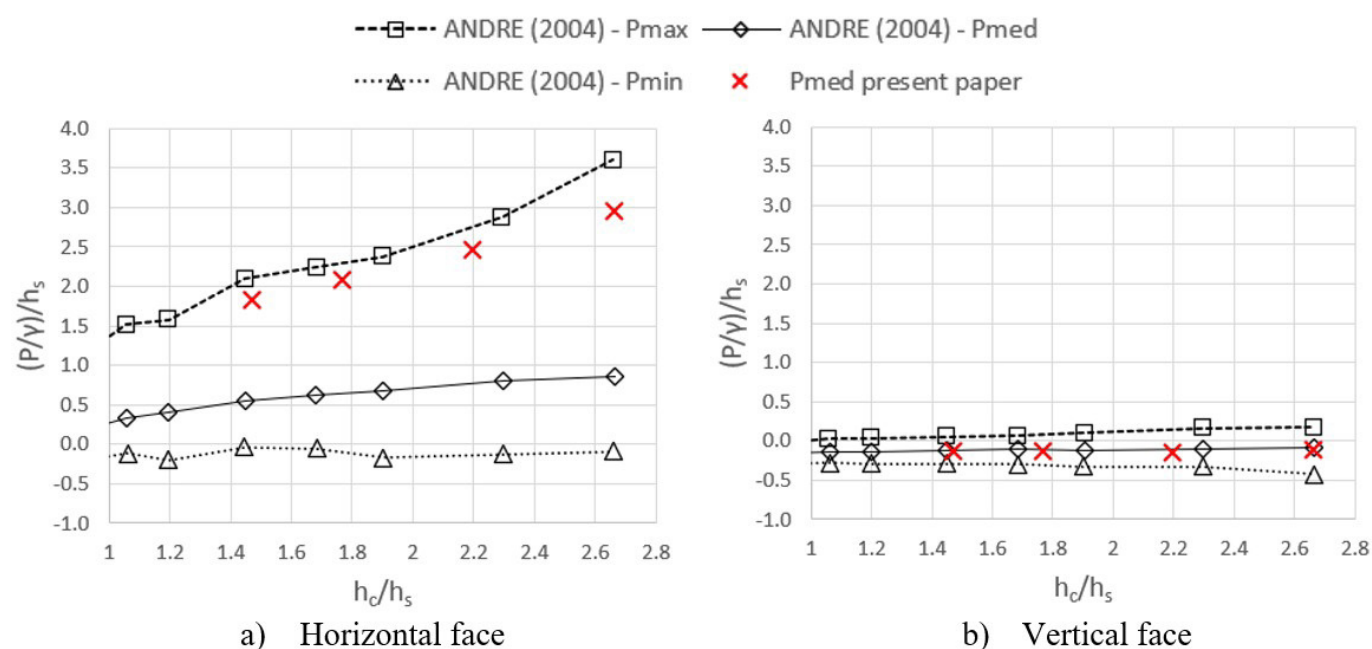 ANDRE (2004) - Pmax ANDRE (2004) - Pmed
ANDRE (2004) - Pmin Pmed present paper
4.0
3.5
3.0
2.5
2.0
1.5
1.0
0.5
0.0
-0.5
-1.0
(P/γ)/hₛ
1 1.2 1.4 1.6 1.8 2 2.2 2.4 2.6 2.8
h_c/hₛ
a) Horizontal face
4.0
3.5
3.0
2.5
2.0
1.5
1.0
0.5
0.0
-0.5
-1.0
(P/γ)/hₛ
1 1.2 1.4 1.6 1.8 2 2.2 2.4 2.6 2.8
h_c/hₛ
b) Vertical face